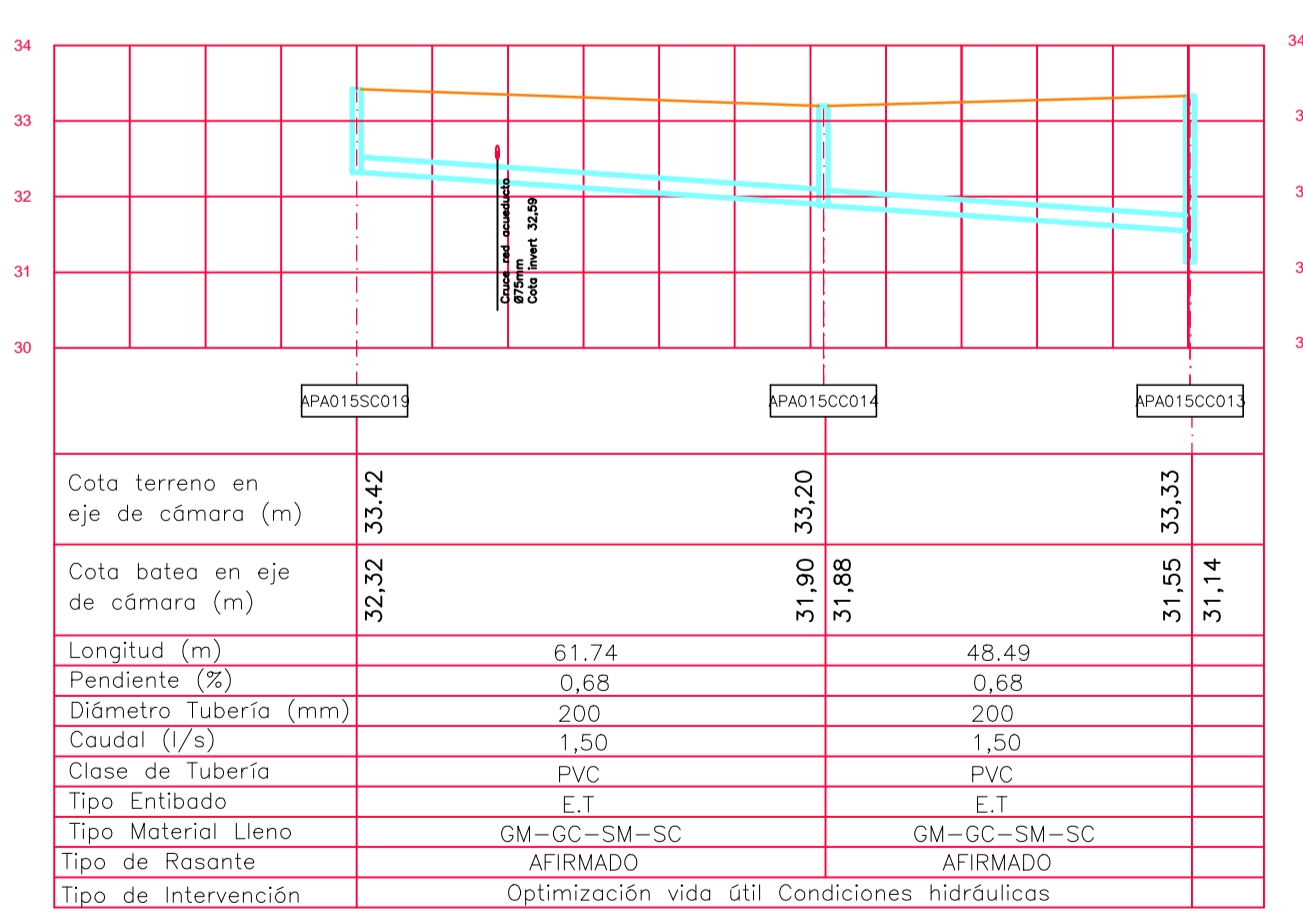 34
33
32
31
30
34
3
3
3
3
Cruce red acueducto
Ø75mm
Cota invert 32,59
APA015SC019
APA015CC014
APA015CC013
Cota terreno en
eje de cámara (m)
33.42
33,20
33,33
Cota batea en eje
de cámara (m)
32,32
31,90
31,88
31,55
31,14
Longitud (m) 61.74 48.49
Pendiente (%) 0,68 0,68
Diámetro Tubería (mm) 200 200
Caudal (l/s) 1,50 1,50
Clase de Tubería PVC PVC
Tipo Entibado E.T E.T
Tipo Material Lleno GM-GC-SM-SC GM-GC-SM-SC
Tipo de Rasante AFIRMADO AFIRMADO
Tipo de Intervención Optimización vida útil Condiciones hidráulicas